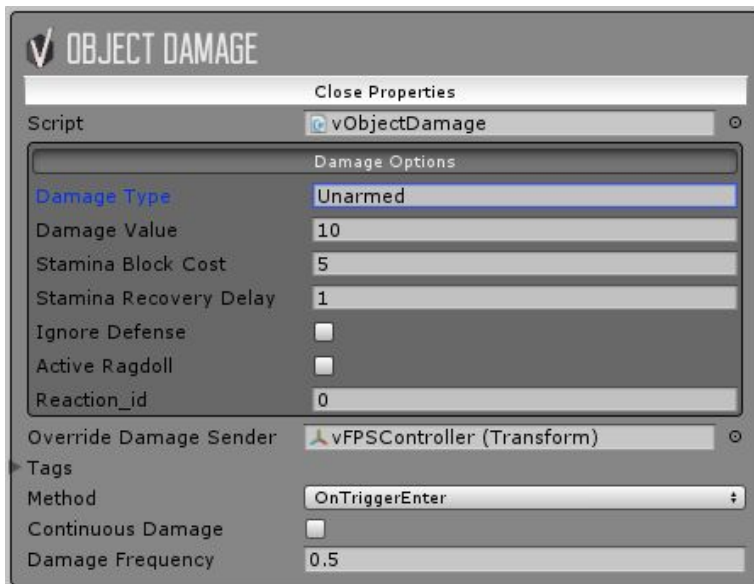 OBJECT DAMAGE
Close Properties
Script vObjectDamage
Damage Options
Damage Type Unarmed
Damage Value 10
Stamina Block Cost 5
Stamina Recovery Delay 1
Ignore Defense
Active Ragdoll
Reaction_id 0
Override Damage Sender vFPSController (Transform)
Tags
Method OnTriggerEnter
Continuous Damage
Damage Frequency 0.5